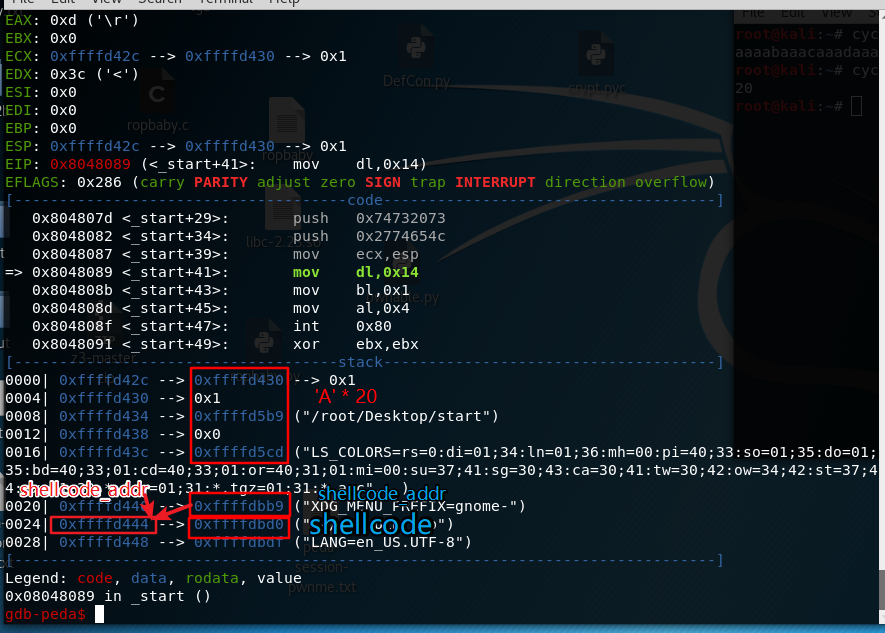 File Edit View Search Terminal Help
EAX: 0xd ('\r')
EBX: 0x0
ECX: 0xffffd42c --> 0xffffd430 --> 0x1
EDX: 0x3c ('<')
ESI: 0x0
EDI: 0x0
EBP: 0x0
ESP: 0xffffd42c --> 0xffffd430 --> 0x1
EIP: 0x8048089 (<_start+41>: mov dl,0x14)
EFLAGS: 0x286 (carry PARITY adjust zero SIGN trap INTERRUPT direction overflow)
[-------------------------------------code-------------------------------------]
0x804807d <_start+29>: push 0x74732073
0x8048082 <_start+34>: push 0x2774654c
0x8048087 <_start+39>: mov ecx,esp
=> 0x8048089 <_start+41>: mov dl,0x14
0x804808b <_start+43>: mov bl,0x1
0x804808d <_start+45>: mov al,0x4
0x804808f <_start+47>: int 0x80
0x8048091 <_start+49>: xor ebx,ebx
[------------------------------------stack-------------------------------------]
0000| 0xffffd42c --> 0xffffd430 --> 0x1
0004| 0xffffd430 --> 0x1
'A' * 20
0008| 0xffffd434 --> 0xffffd5b9 ("/root/Desktop/start")
0012| 0xffffd438 --> 0x0
0016| 0xffffd43c --> 0xffffd5cd ("LS_COLORS=rs=0:di=01;34:ln=01;36:mh=00:pi=40;33:so=01;35:do=01;
35:bd=40;33;01:cd=40;33;01:or=40;31;01:mi=00:su=37;41:sg=30;43:ca=30;41:tw=30;42:ow=34;42:st=37;4
=01;31:*.tgz=01;31:*
shellcode_addr
shellcode_addr
0020| --> 0xffffdbb9 ("XDG_MENU_PREFIX=gnome-")
0024| 0xffffd444 --> 0xffffdbd0
shellcode
0028| 0xffffd448 --> 0xffffdbdf ("LANG=en_US.UTF-8")
[------------------------------------------------------------------------------]
Legend: code, data, rodata, value
0x08048089 in _start ()
gdb-peda$
File Edit View
root@kali:~# cyc
aaaabaaacaaadaaa
root@kali:~# cyc
20
root@kali:~#
DefCon.py
crypt.pyc
ropbaby.c
ropbaby
z3-master
session-
pwnme.txt